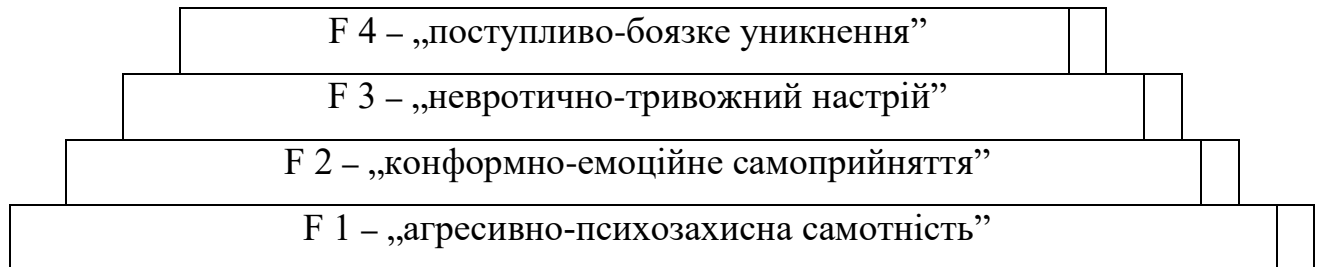 F 4 – „поступливо-боязке уникнення”
F 3 – „невротично-тривожний настрій”
F 2 – „конформно-емоційне самоприйняття”
F 1 – „агресивно-психозахисна самотність”